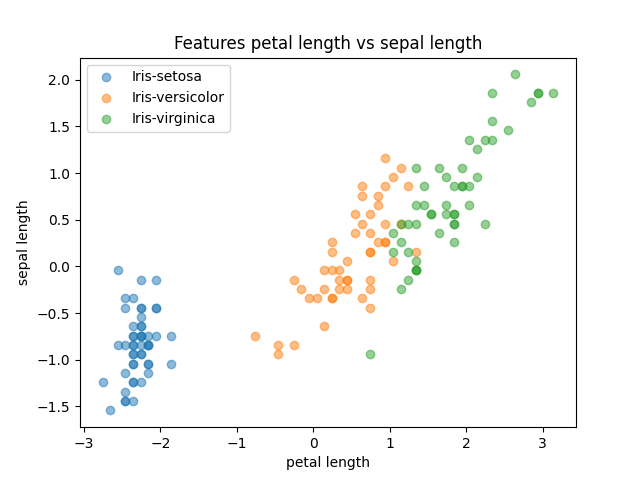 Features petal length vs sepal length
Iris-setosa
Iris-versicolor
Iris-virginica
2.0
1.5
1.0
0.5
0.0
−0.5
−1.0
−1.5
sepal length
−3 −2 −1 0 1 2 3
petal length